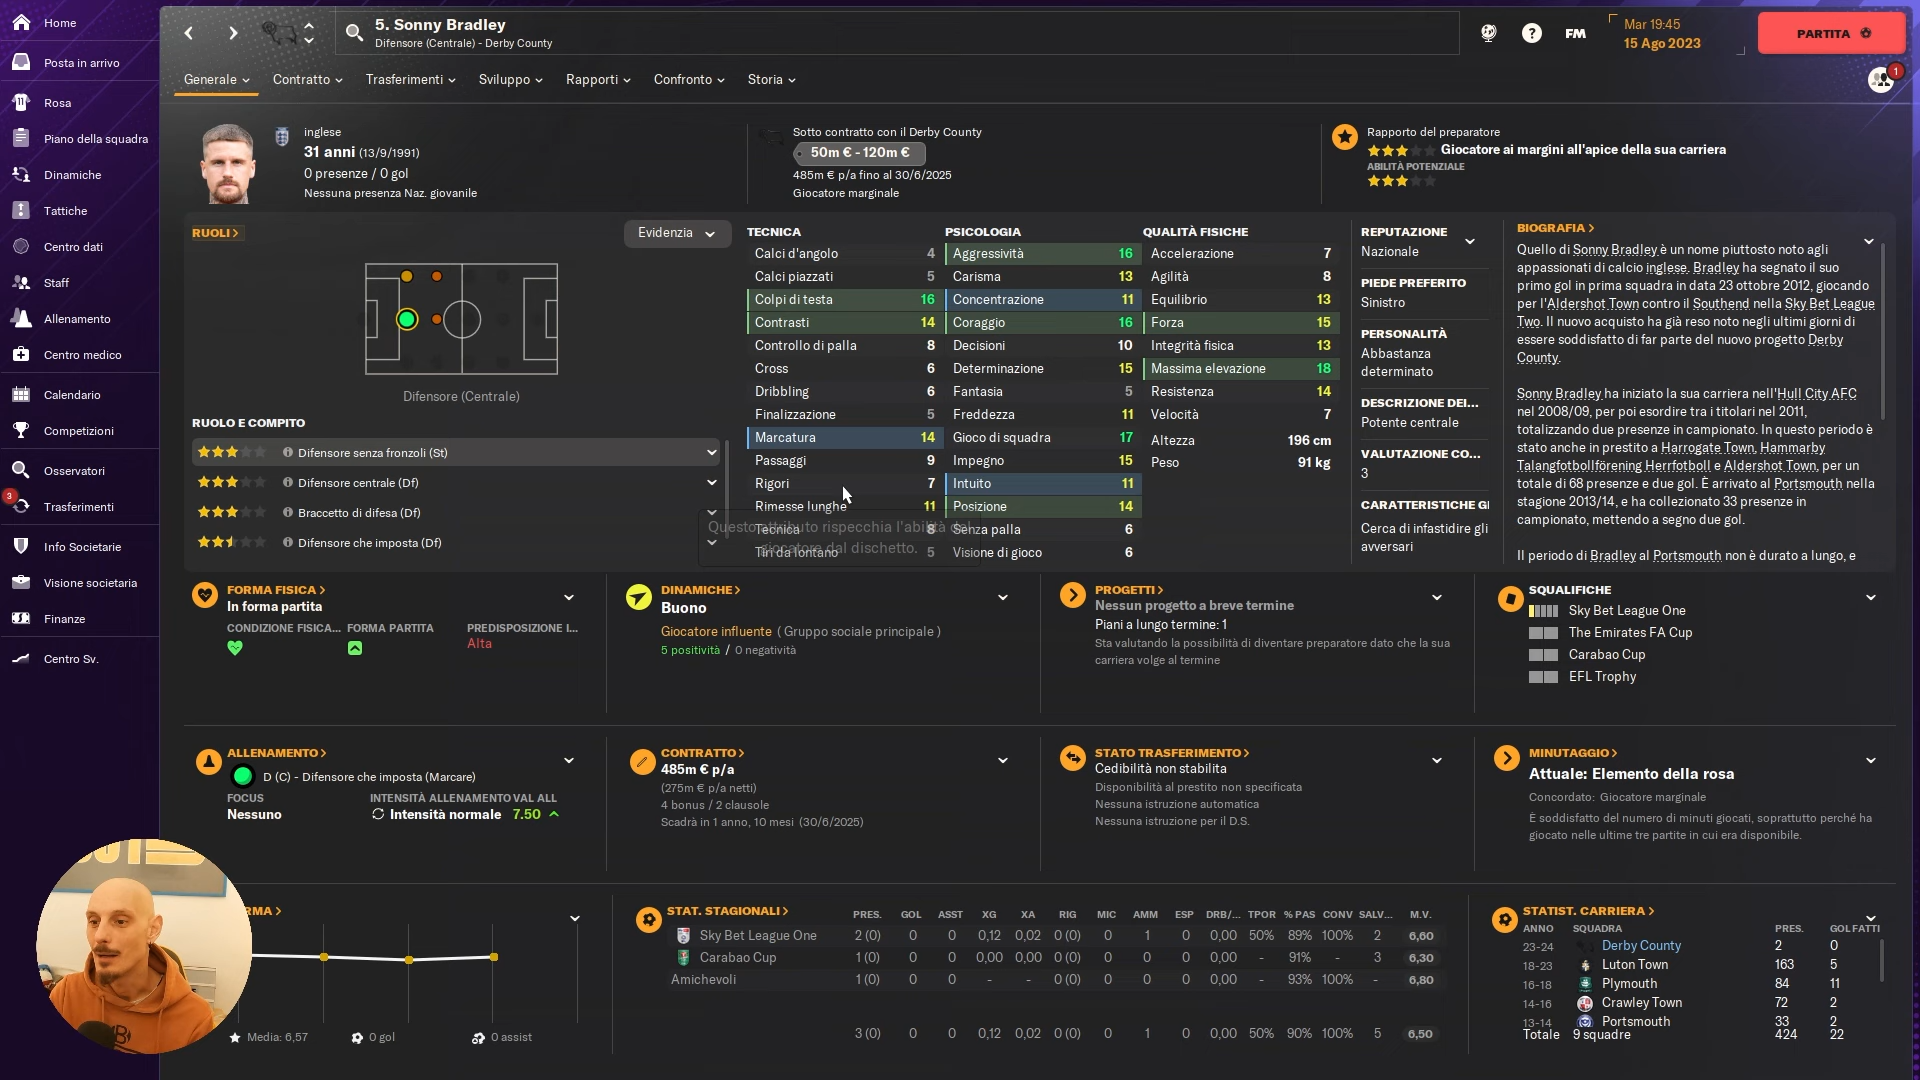 Home
Posta in arrivo
Rosa
Piano della squadra
Dinamiche
Tattiche
Centro dati
Staff
Allenamento
Centro medico
Calendario
Competizioni
Osservatori
3
Trasferimenti
Info Societarie
Visione societaria
Finanze
Centro Sv.
5. Sonny Bradley
Difensore (Centrale) - Derby County
?
FM
Mar 19:45
15 Ago 2023
PARTITA
1
Generale
Contratto
Trasferimenti
Sviluppo
Rapporti
Confronto
Storia
inglese
31 anni (13/9/1991)
0 presenze / 0 gol
Nessuna presenza Naz. giovanile
Sotto contratto con il Derby County
50m € - 120m €
485m € p/a fino al 30/6/2025
Giocatore marginale
Rapporto del preparatore
Giocatore ai margini all'apice della sua carriera
ABILITÀ POTENZIALE
RUOLI >
Evidenzia
Difensore (Centrale)
RUOLO E COMPITO
Difensore senza fronzoli (St)
Difensore centrale (Df)
Braccetto di difesa (Df)
Difensore che imposta (Df)
TECNICA
Calci d'angolo 4
Calci piazzati 5
Colpi di testa 16
Contrasti 14
Controllo di palla 8
Cross 6
Dribbling 6
Finalizzazione 5
Marcatura 14
Passaggi 9
Rigori 7
Rimesse lunghe 11
Tecnica 8
Tiri da lontano 5
Questo attributo rispecchia l'abilità del
giocatore dal dischetto.
PSICOLOGIA
Aggressività 16
Carisma 13
Concentrazione 11
Coraggio 16
Decisioni 10
Determinazione 15
Fantasia 5
Freddezza 11
Gioco di squadra 17
Impegno 15
Intuito 11
Posizione 14
Senza palla 6
Visione di gioco 6
QUALITÀ FISICHE
Accelerazione 7
Agilità 8
Equilibrio 13
Forza 15
Integrità fisica 13
Massima elevazione 18
Resistenza 14
Velocità 7
Altezza 196 cm
Peso 91 kg
REPUTAZIONE
Nazionale
PIEDE PREFERITO
Sinistro
PERSONALITÀ
Abbastanza
determinato
DESCRIZIONE DEI...
Potente centrale
VALUTAZIONE CO...
3
CARATTERISTICHE GI
Cerca di infastidire gli
avversari
BIOGRAFIA >
Quello di Sonny Bradley è un nome piuttosto noto agli
appassionati di calcio inglese. Bradley ha segnato il suo
primo gol in prima squadra in data 23 ottobre 2012, giocando
per l'Aldershot Town contro il Southend nella Sky Bet League
Two. Il nuovo acquisto ha già reso noto negli ultimi giorni di
essere soddisfatto di far parte del nuovo progetto Derby
County.
Sonny Bradley ha iniziato la sua carriera nell'Hull City AFC
nel 2008/09, per poi esordire tra i titolari nel 2011,
totalizzando due presenze in campionato. In questo periodo è
stato anche in prestito a Harrogate Town, Hammarby
Talangfotbollförening Herrfotboll e Aldershot Town, per un
totale di 68 presenze e due gol. È arrivato al Portsmouth nella
stagione 2013/14, e ha collezionato 33 presenze in
campionato, mettendo a segno due gol.
Il periodo di Bradley al Portsmouth non è durato a lungo, e
FORMA FISICA >
In forma partita
CONDIZIONE FISICA... FORMA PARTITA PREDISPOSIZIONE I...
Alta
DINAMICHE >
Buono
Giocatore influente ( Gruppo sociale principale )
5 positività / 0 negatività
PROGETTI >
Nessun progetto a breve termine
Piani a lungo termine: 1
Sta valutando la possibilità di diventare preparatore dato che la sua
carriera volge al termine
SQUALIFICHE
Sky Bet League One
The Emirates FA Cup
Carabao Cup
EFL Trophy
ALLENAMENTO >
D (C) - Difensore che imposta (Marcare)
FOCUS INTENSITÀ ALLENAMENTO VAL ALL
Nessuno Intensità normale 7.50
CONTRATTO >
485m € p/a
(275m € p/a netti)
4 bonus / 2 clausole
Scadrà in 1 anno, 10 mesi (30/6/2025)
STATO TRASFERIMENTO >
Cedibilità non stabilita
Disponibilità al prestito non specificata
Nessuna istruzione automatica
Nessuna istruzione per il D.S.
MINUTAGGIO >
Attuale: Elemento della rosa
Concordato: Giocatore marginale
È soddisfatto del numero di minuti giocati, soprattutto perché ha
giocato nelle ultime tre partite in cui era disponibile.
RMA >
Media: 6,57 0 gol 0 assist
STAT. STAGIONALI > PRES. GOL ASST XG XA RIG MIC AMM ESP DRB/... TPOR % PAS CONV SALV... M.V.
Sky Bet League One 2 (0) 0 0 0,12 0,02 0 (0) 0 1 0 0,00 50% 89% 100% 2 6,60
Carabao Cup 1 (0) 0 0 0,00 0,00 0 (0) 0 0 0 0,00 - 91% - 3 6,30
Amichevoli 1 (0) 0 0 - - 0 (0) 0 0 0 0,00 - 93% 100% - 6,80
3 (0) 0 0 0,12 0,02 0 (0) 0 1 0 0,00 50% 90% 100% 5 6,50
STATIST. CARRIERA >
ANNO SQUADRA PRES. GOL FATTI
23-24 Derby County 2 0
18-23 Luton Town 163 5
16-18 Plymouth 84 11
14-16 Crawley Town 72 2
13-14 Portsmouth 33 2
Totale 9 squadre 424 22